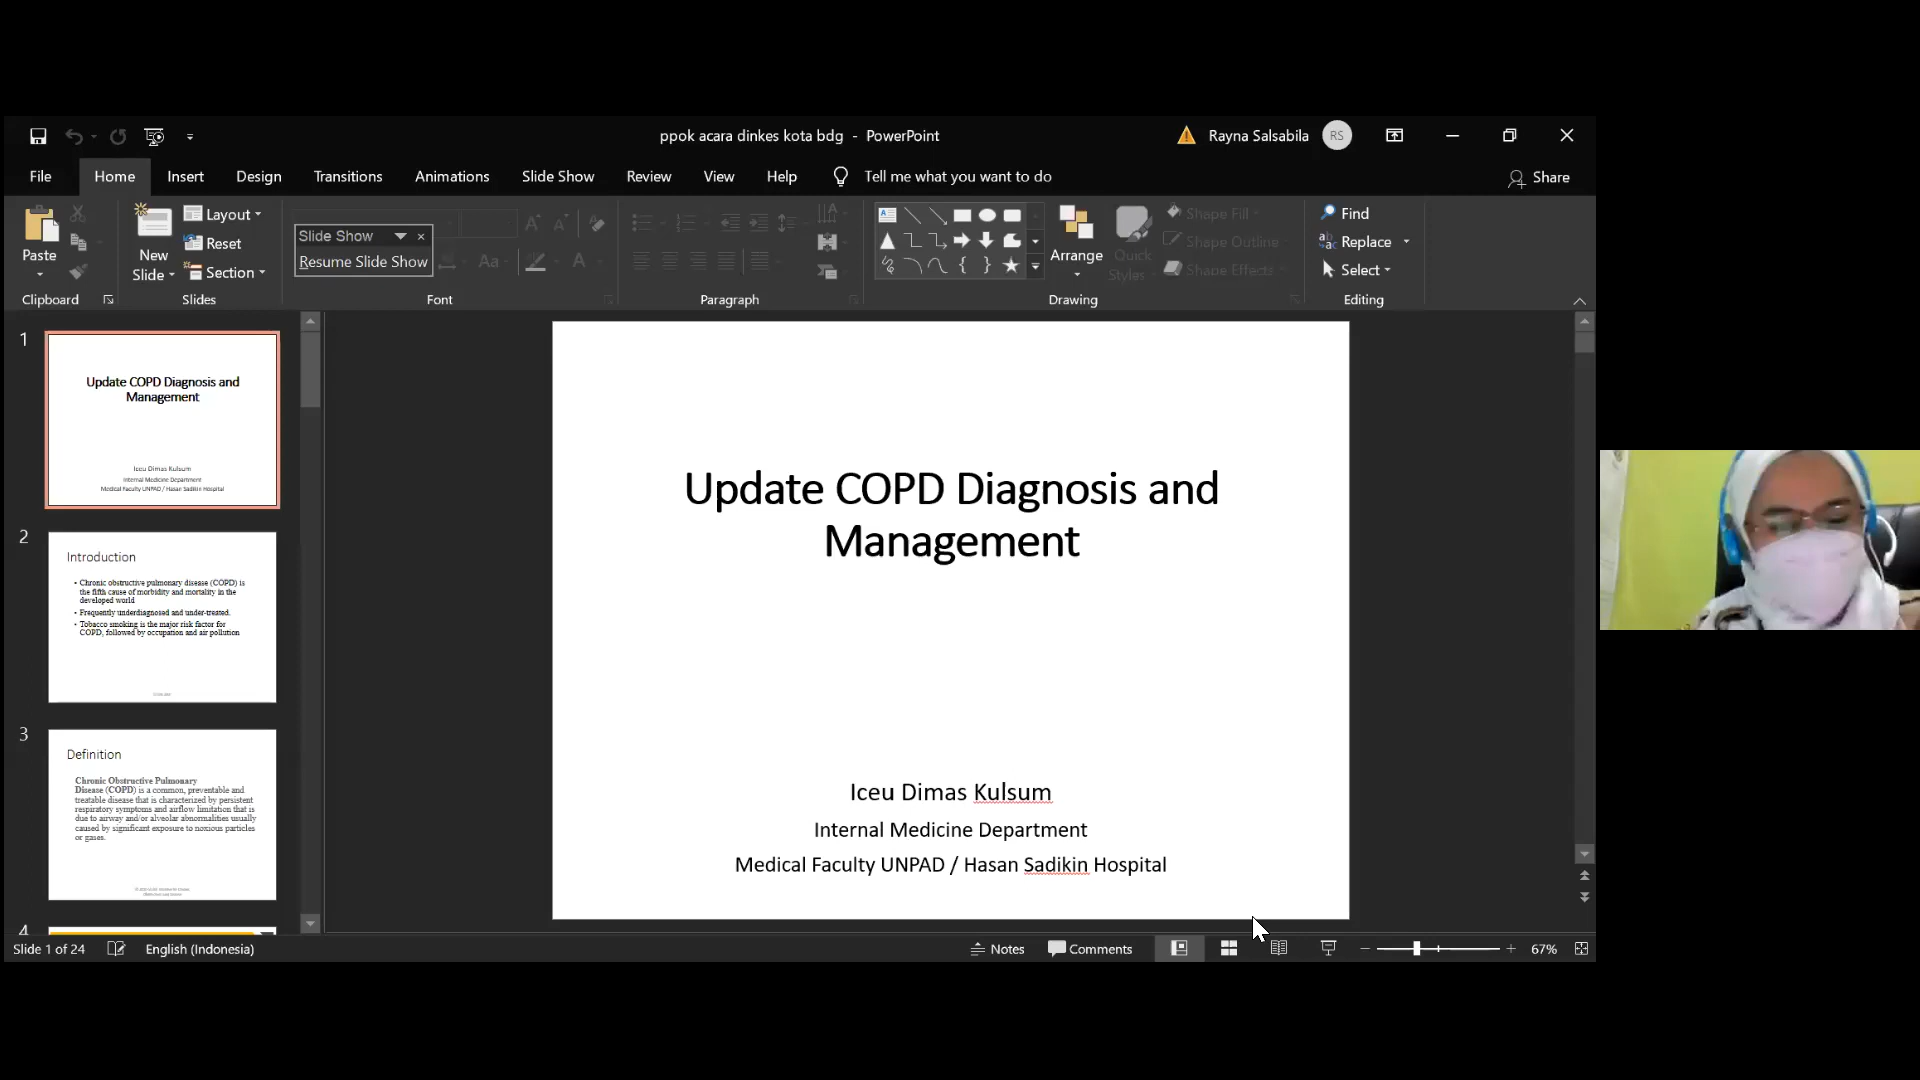 ppok acara dinkes kota bdg - PowerPoint
Rayna Salsabila
RS
File
Home
Insert
Design
Transitions
Animations
Slide Show
Review
View
Help
Tell me what you want to do
Share
Paste
Clipboard
New
Slide
Layout
Reset
Section
Slides
Slide Show
Resume Slide Show
Aa
A
Font
Paragraph
Arrange
Quick
Styles
Shape Fill
Shape Outline
Shape Effects
Drawing
Find
Replace
Select
Editing
1
Update COPD Diagnosis and
Management
Iceu Dimas Kulsum
Internal Medicine Department
Medical Faculty UNPAD / Hasan Sadikin Hospital
2
Introduction
• Chronic obstructive pulmonary disease (COPD) is
the fifth cause of morbidity and mortality in the
developed world
• Frequently underdiagnosed and under-treated.
• Tobacco smoking is the major risk factor for
COPD, followed by occupation and air pollution
3
Definition
Chronic Obstructive Pulmonary
Disease (COPD) is a common, preventable and
treatable disease that is characterized by persistent
respiratory symptoms and airflow limitation that is
due to airway and/or alveolar abnormalities usually
caused by significant exposure to noxious particles
or gases.
4
Update COPD Diagnosis and
Management
Iceu Dimas Kulsum
Internal Medicine Department
Medical Faculty UNPAD / Hasan Sadikin Hospital
Slide 1 of 24
English (Indonesia)
Notes
Comments
67%